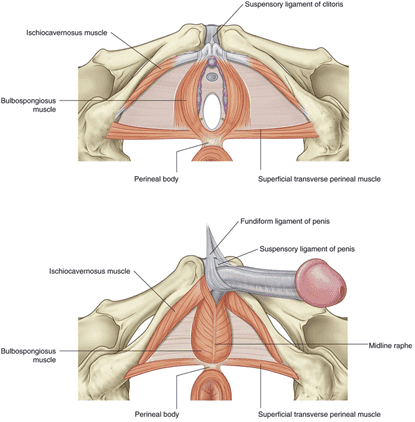 Suspensory ligament of clitoris
Ischiocavernosus muscle
Bulbospongiosus
muscle
Perineal body
Superficial transverse perineal muscle
Fundiform ligament of penis
Suspensory ligament of penis
Ischiocavernosus muscle
Midline raphe
Bulbospongiosus
muscle
Perineal body
Superficial transverse perineal muscle